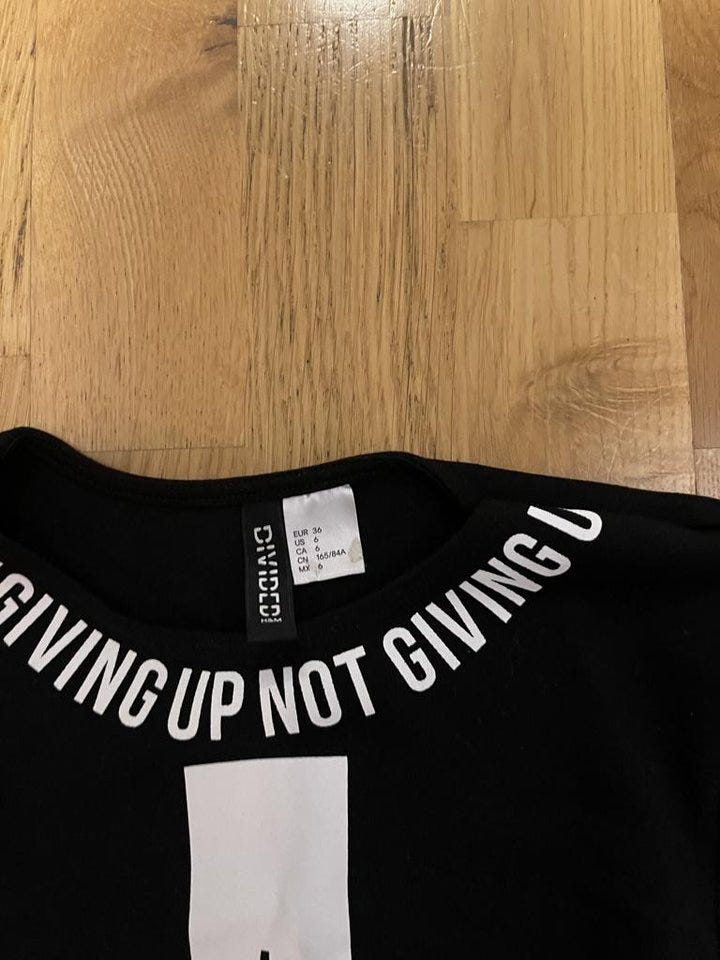 DIVIDED
H&M
EUR 36
US 6
CA 6
CN 165/84A
MX 6
GIVING UP NOT GIVING U